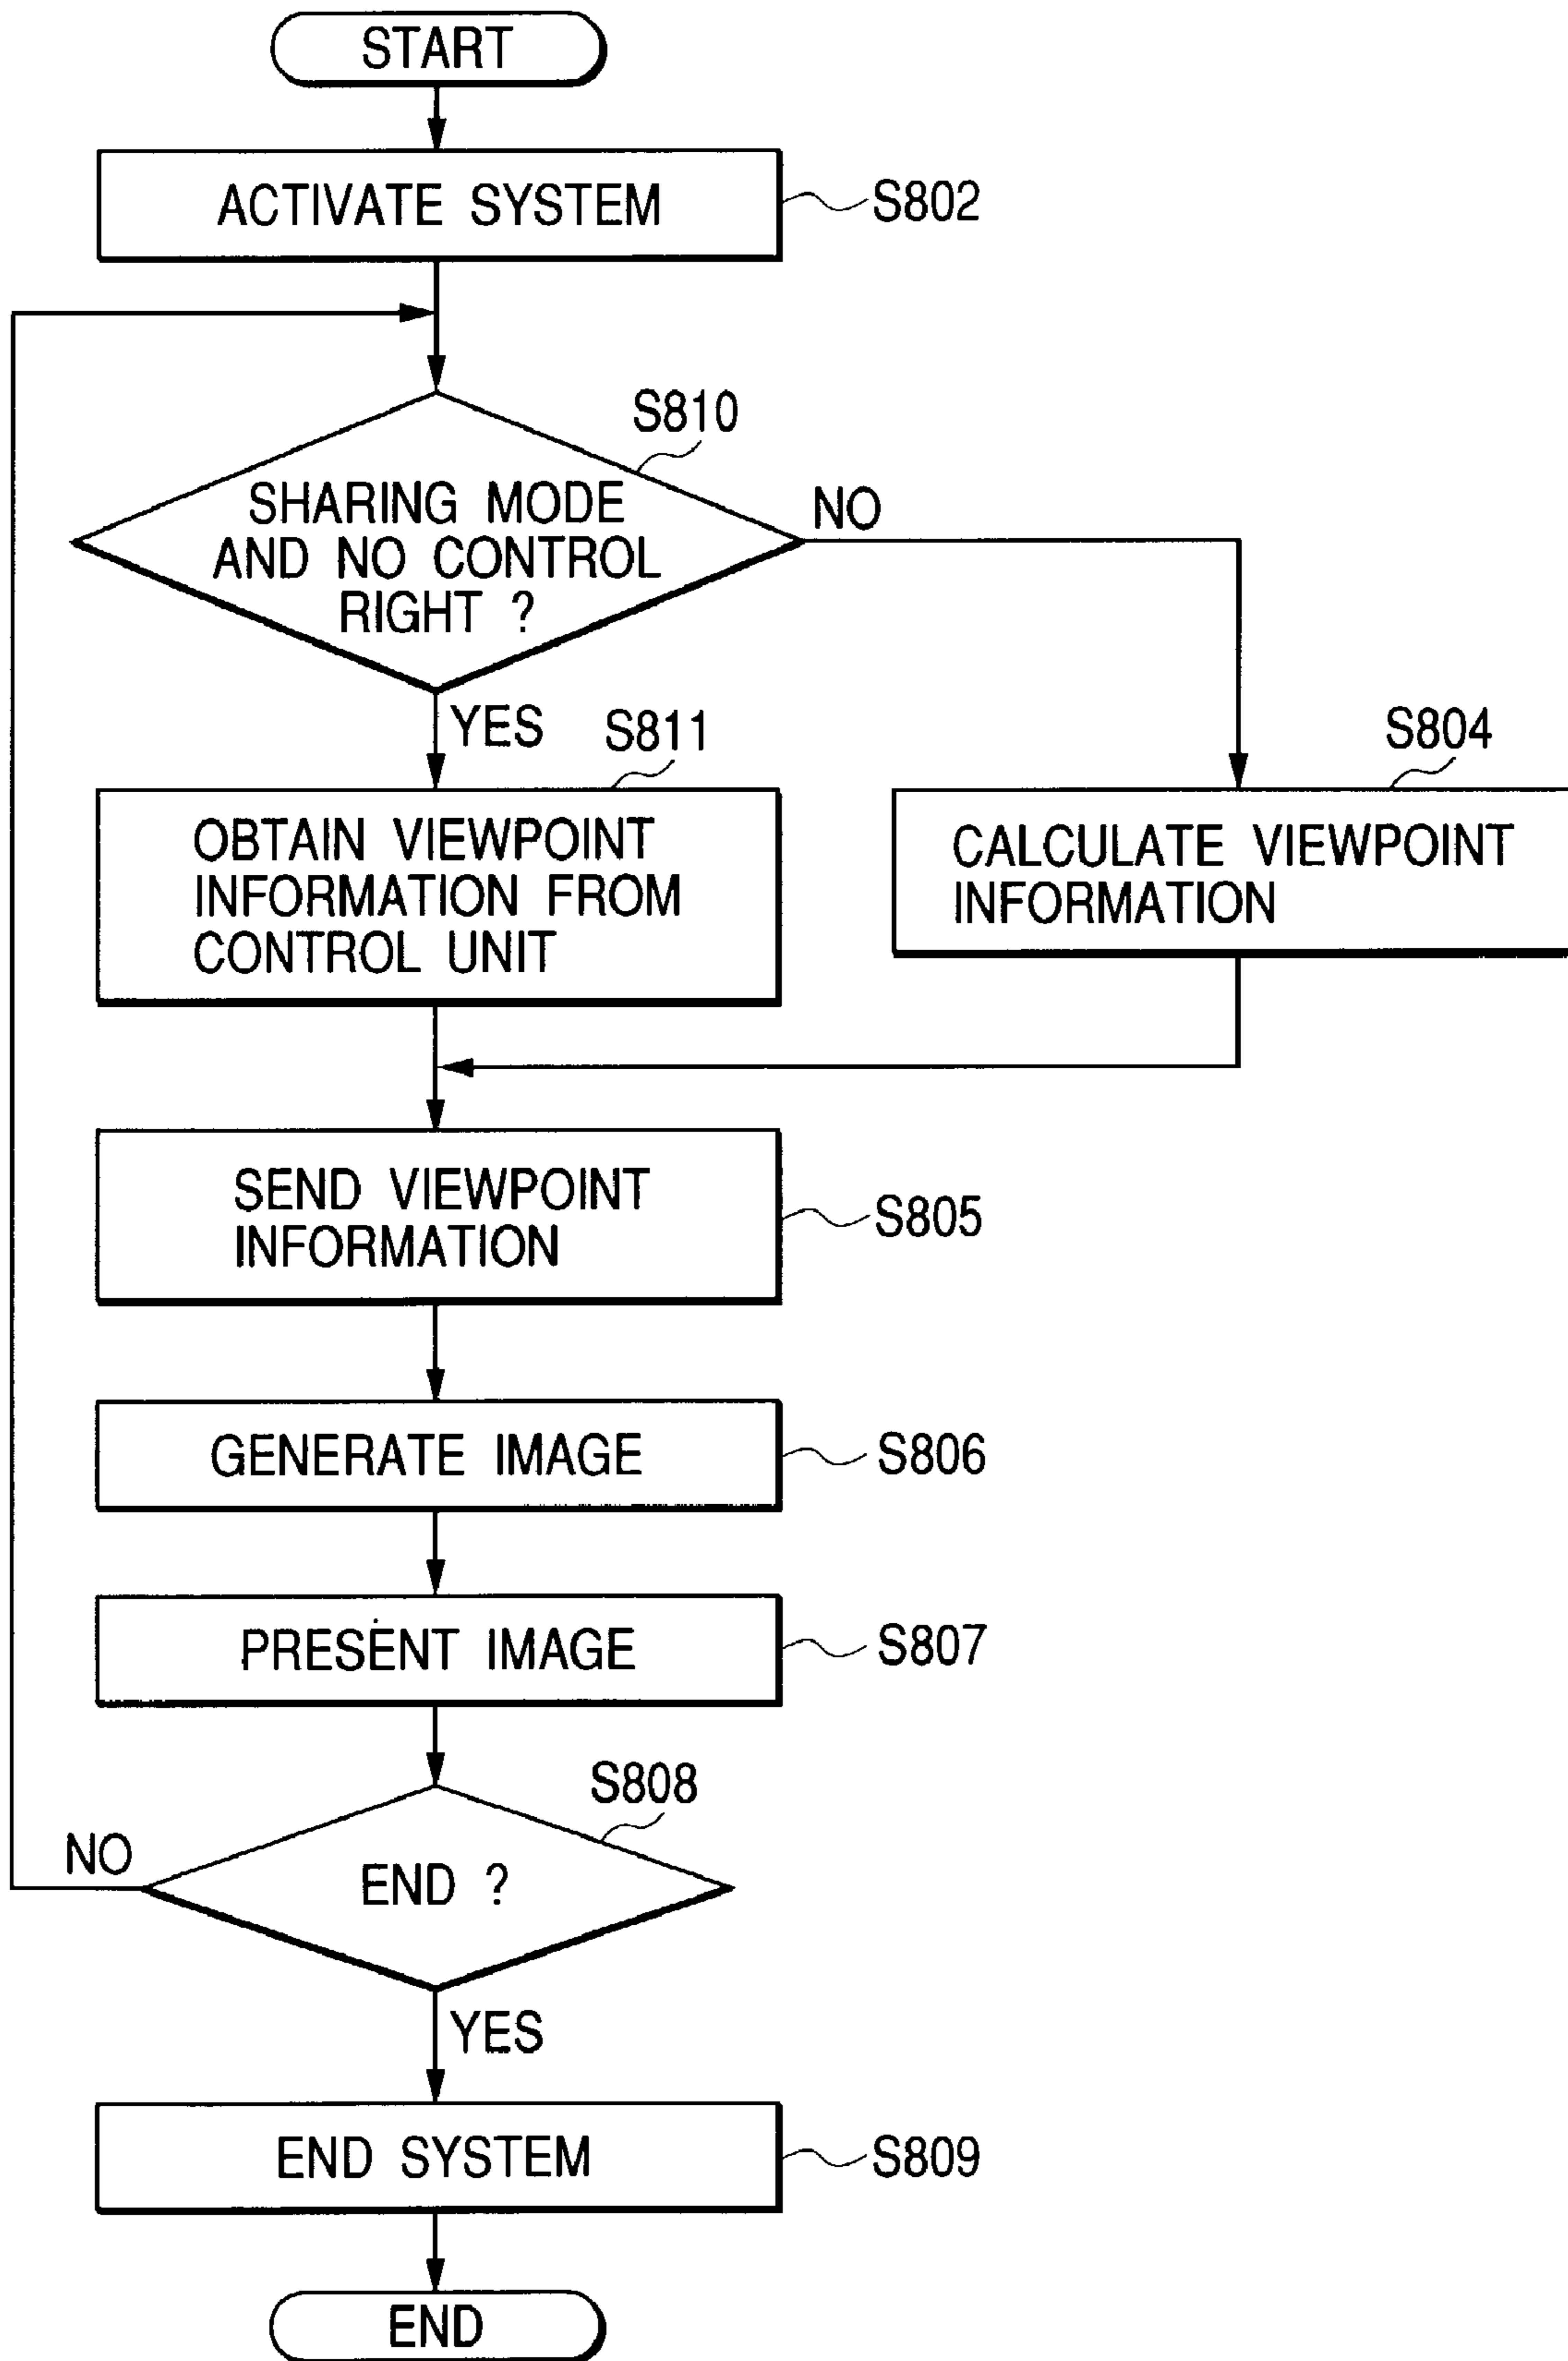 START
ACTIVATE SYSTEM
S802
S810
SHARING MODE
AND NO CONTROL
RIGHT ?
NO
YES
S811
S804
OBTAIN VIEWPOINT
INFORMATION FROM
CONTROL UNIT
CALCULATE VIEWPOINT
INFORMATION
SEND VIEWPOINT
INFORMATION
S805
GENERATE IMAGE
S806
PRESENT IMAGE
S807
S808
NO
END ?
YES
END SYSTEM
S809
END